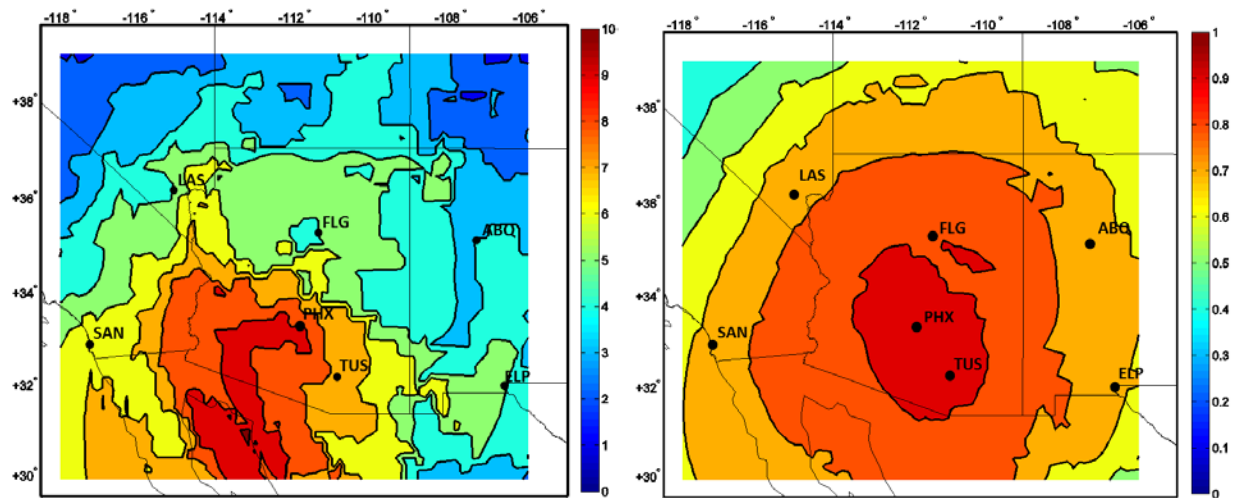 -118° -116° -114° -112° -110° -108° -106°
10
9
8
7
6
5
4
3
2
1
0
+38°
+36°
+34°
+32°
+30°
LAS
FLG
ABQ
PHX
SAN
TUS
ELP
-118° -116° -114° -112° -110° -108° -106°
1
0.9
0.8
0.7
0.6
0.5
0.4
0.3
0.2
0.1
0
+38°
+36°
+34°
+32°
+30°
LAS
FLG
ABQ
PHX
SAN
TUS
ELP